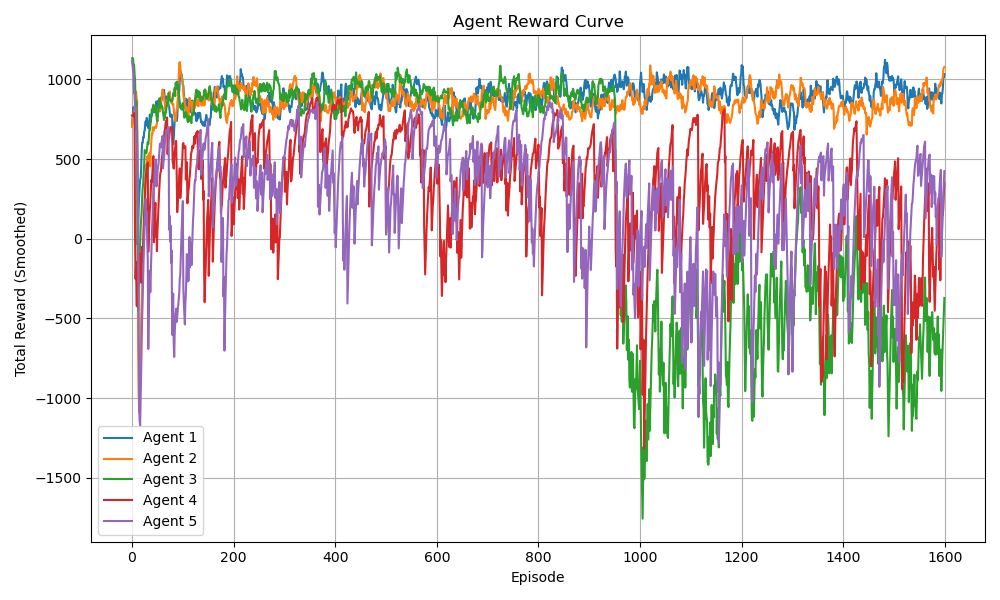 Agent Reward Curve
Total Reward (Smoothed)
1000
500
0
−500
−1000
−1500
Agent 1
Agent 2
Agent 3
Agent 4
Agent 5
0 200 400 600 800 1000 1200 1400 1600
Episode